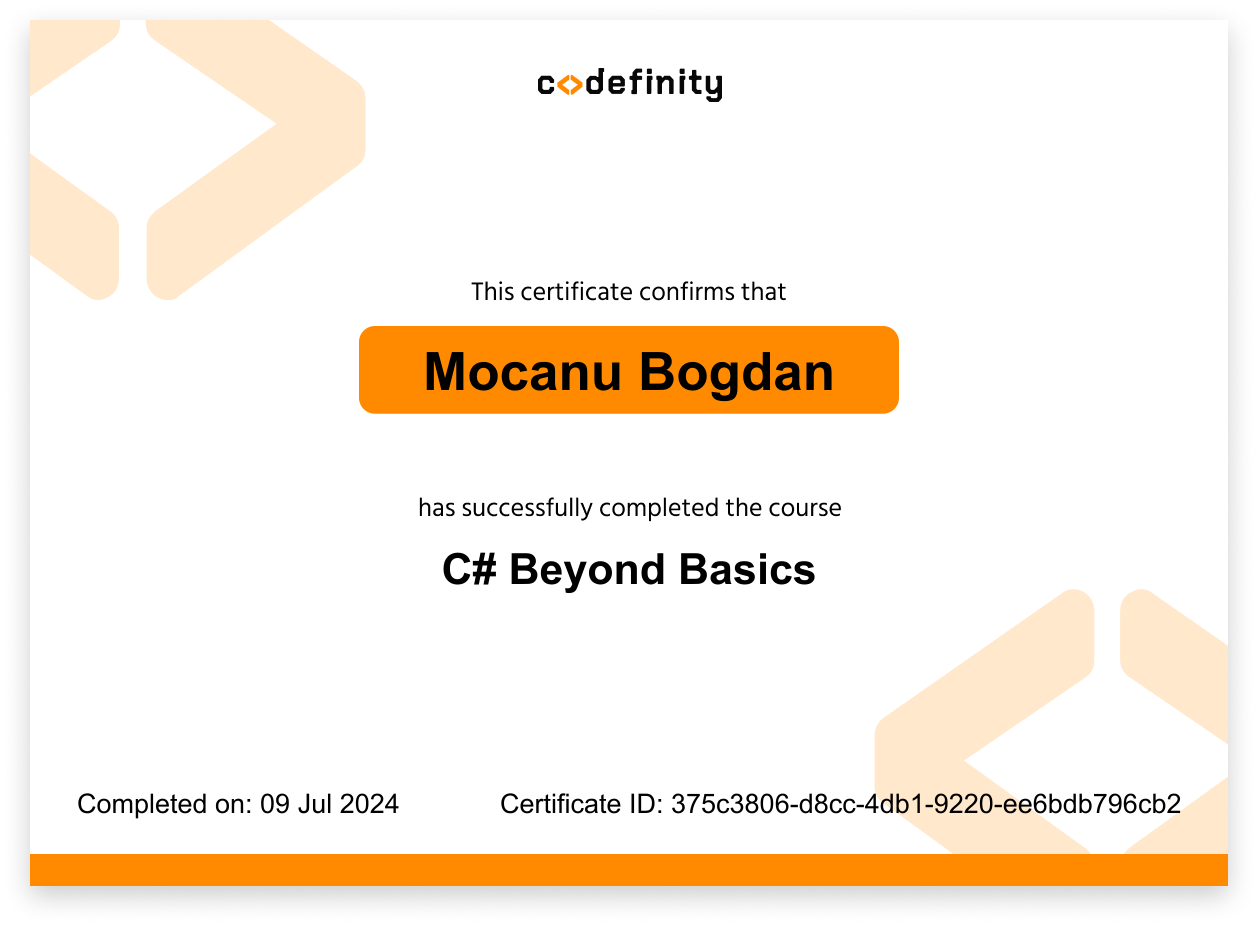 codefinity
This certificate confirms that
Mocanu Bogdan
has successfully completed the course
C# Beyond Basics
Completed on: 09 Jul 2024
Certificate ID: 375c3806-d8cc-4db1-9220-ee6bdb796cb2